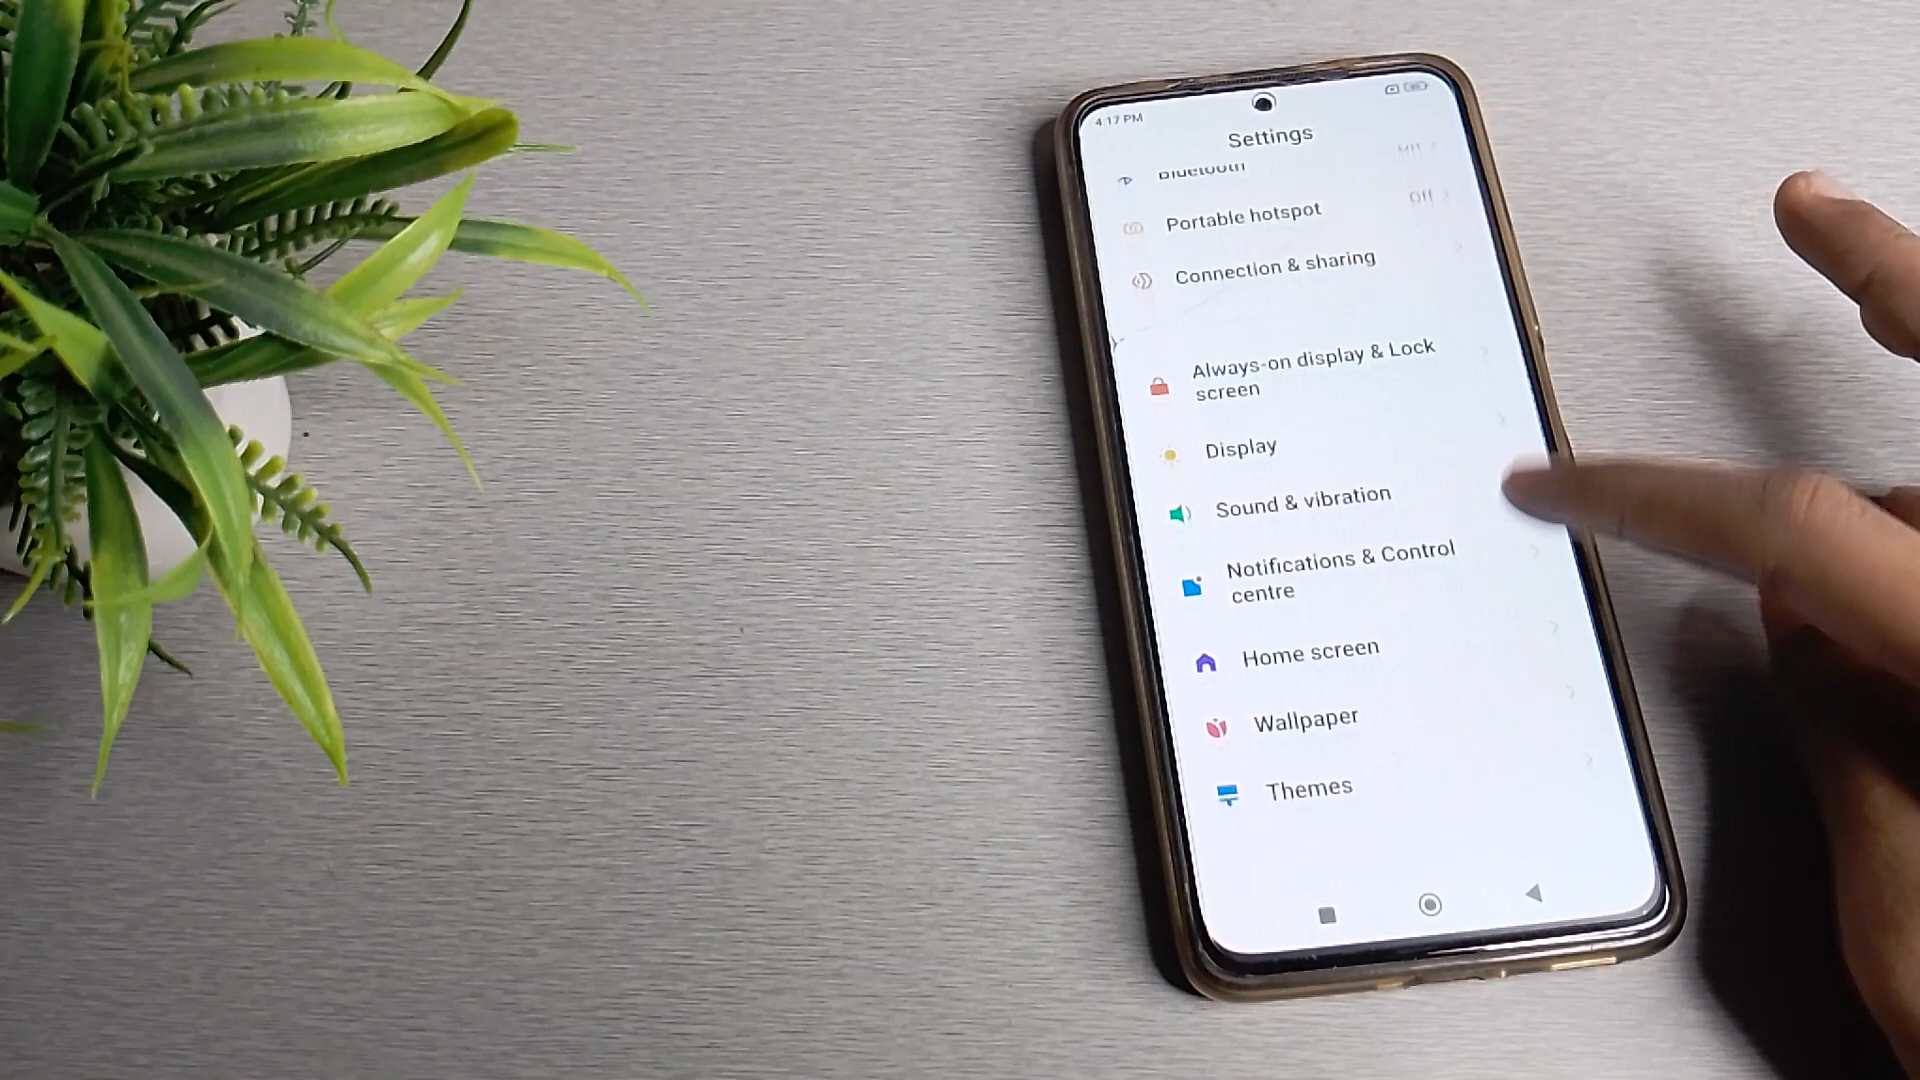 4:17 PM
Settings
Bluetooth
Portable hotspot
Off
Connection & sharing
Always-on display & Lock
screen
Display
Sound & vibration
Notifications & Control
centre
Home screen
Wallpaper
Themes